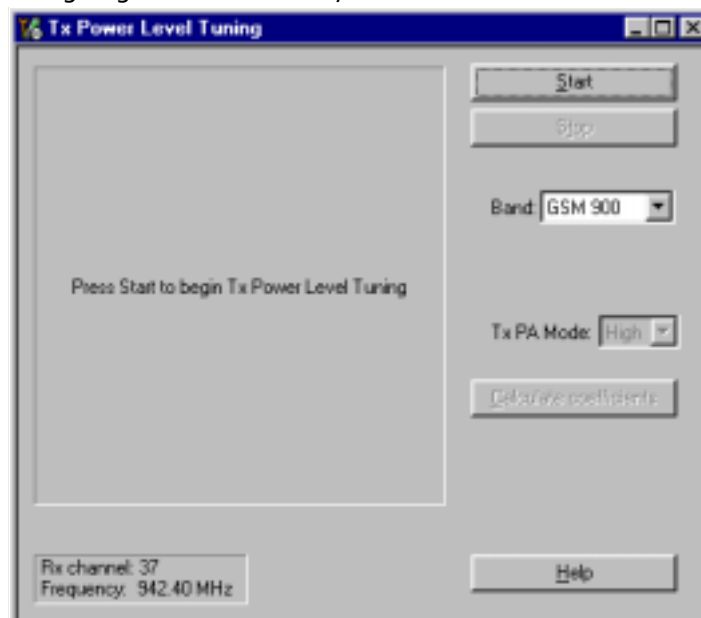 Tx Power Level Tuning
Start
Stop
Band: GSM 900
Press Start to begin Tx Power Level Tuning
Tx PA Mode: High
Calculate coefficients
Rx channel: 37
Frequency: 942.40 MHz
Help